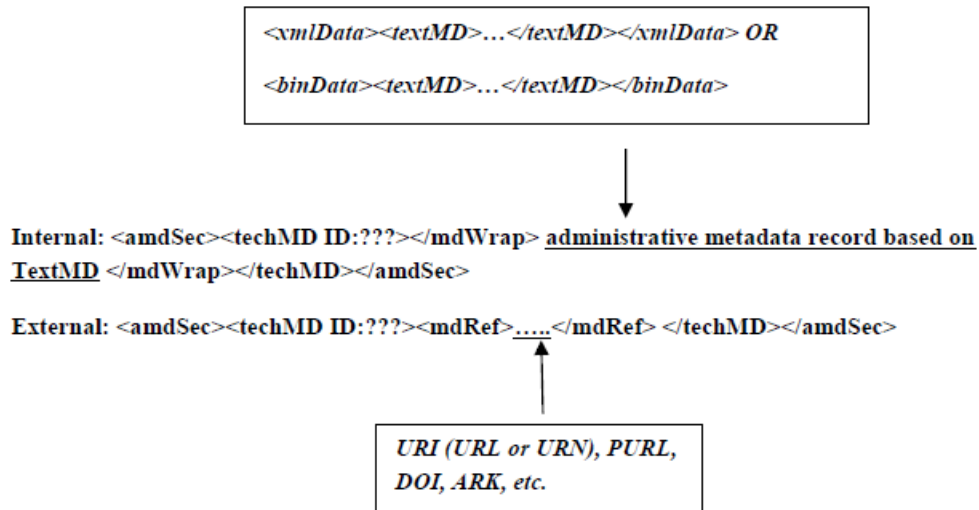 <xmlData><textMD>…</textMD></xmlData> OR
<binData><textMD>…</textMD></binData>
Internal: <amdSec><techMD ID:???></mdWrap> administrative metadata record based on
TextMD </mdWrap></techMD></amdSec>
External: <amdSec><techMD ID:???><mdRef>…..</mdRef> </techMD></amdSec>
URI (URL or URN), PURL,
DOI, ARK, etc.